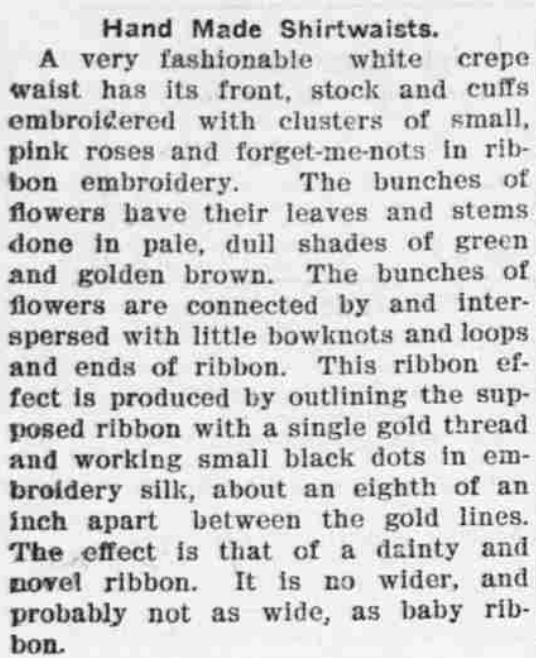 Hand Made Shirtwaists.
A very fashionable white crepe
waist has its front, stock and cuffs
embroidered with clusters of small,
pink roses and forget-me-nots in rib-
bon embroidery. The bunches of
flowers have their leaves and stems
done in pale, dull shades of green
and golden brown. The bunches of
flowers are connected by and inter-
spersed with little bowknots and loops
and ends of ribbon. This ribbon ef-
fect is produced by outlining the sup-
posed ribbon with a single gold thread
and working small black dots in em-
broidery silk, about an eighth of an
inch apart between the gold lines.
The effect is that of a dainty and
novel ribbon. It is no wider, and
probably not as wide, as baby rib-
bon.